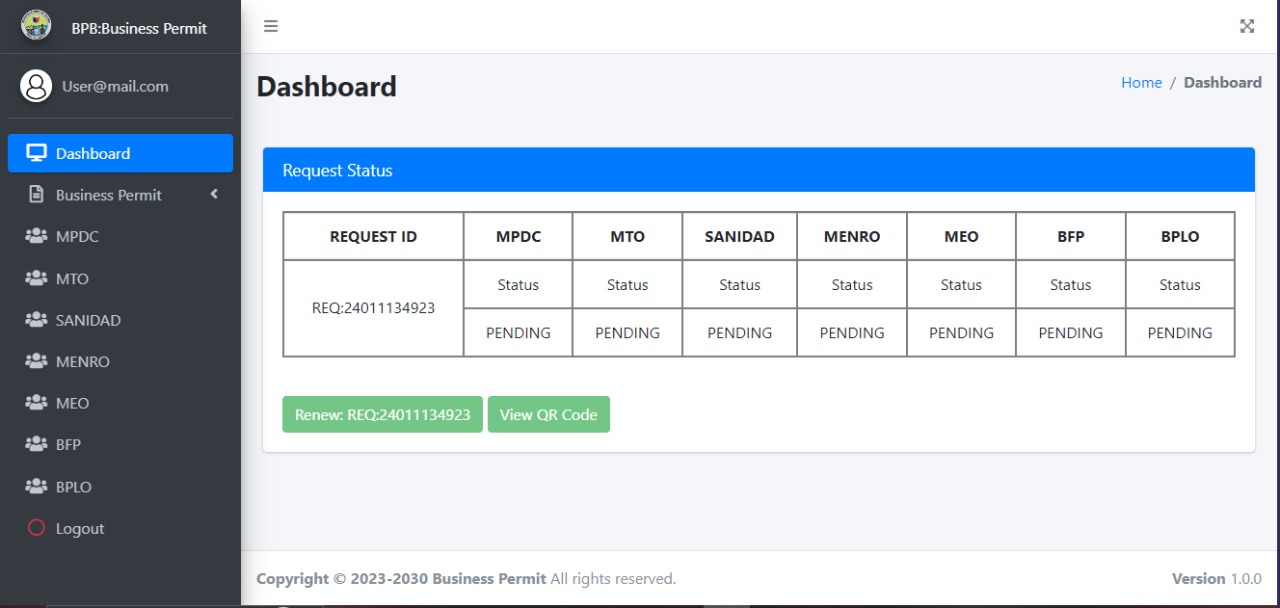 BPB:Business Permit
User@mail.com
Dashboard
Business Permit
MPDC
MTO
SANIDAD
MENRO
MEO
BFP
BPLO
Logout
Dashboard
Home / Dashboard
Request Status
REQUEST ID MPDC MTO SANIDAD MENRO MEO BFP BPLO
REQ:24011134923
Status Status Status Status Status Status Status
PENDING PENDING PENDING PENDING PENDING PENDING PENDING
Renew: REQ:24011134923 View QR Code
Copyright © 2023-2030 Business Permit All rights reserved.
Version 1.0.0